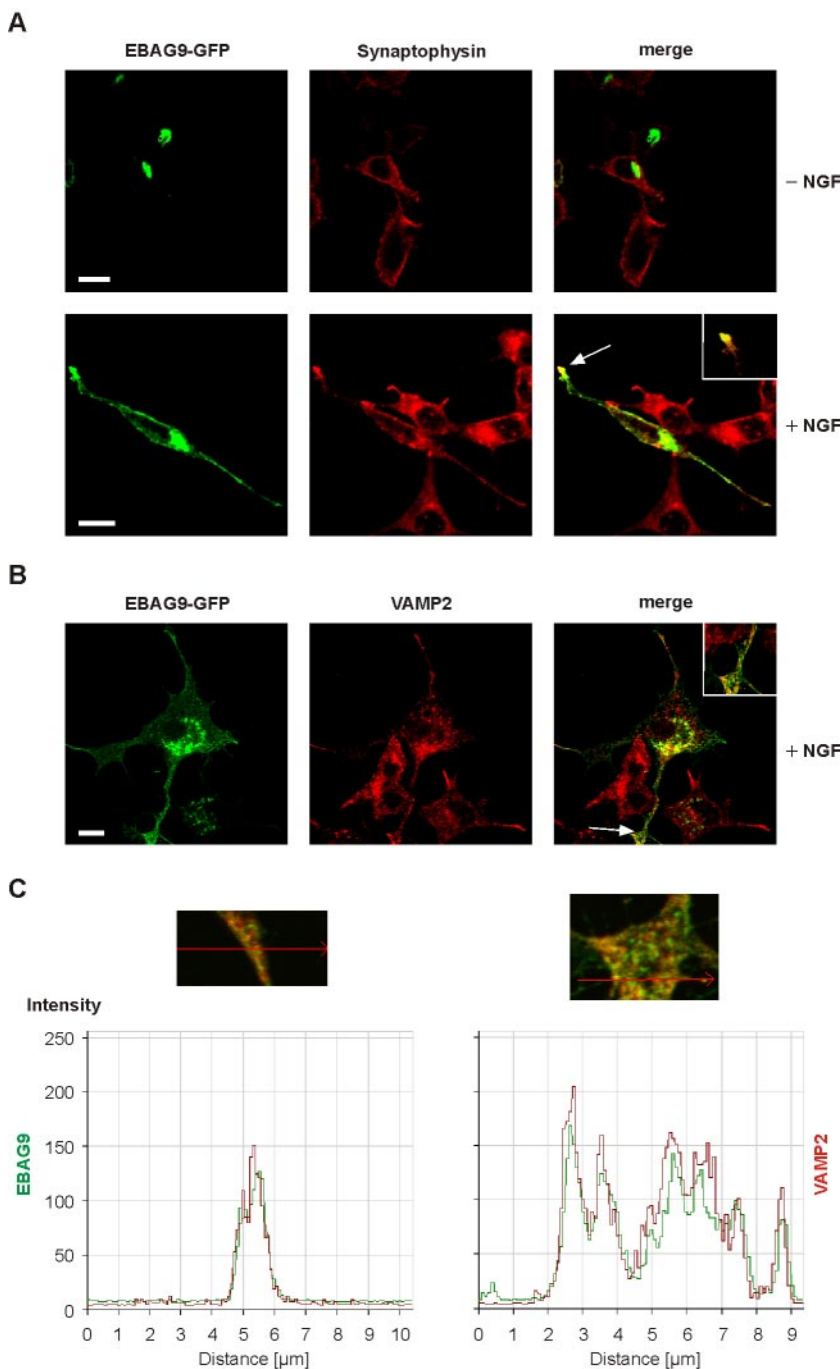 A
EBAG9-GFP Synaptophysin merge
– NGF
+ NGF
B
EBAG9-GFP VAMP2 merge
+ NGF
C
Intensity
250
200
150
100
50
0
EBAG9
0 1 2 3 4 5 6 7 8 9 10
Distance [µm]
VAMP2
0 1 2 3 4 5 6 7 8 9
Distance [µm]